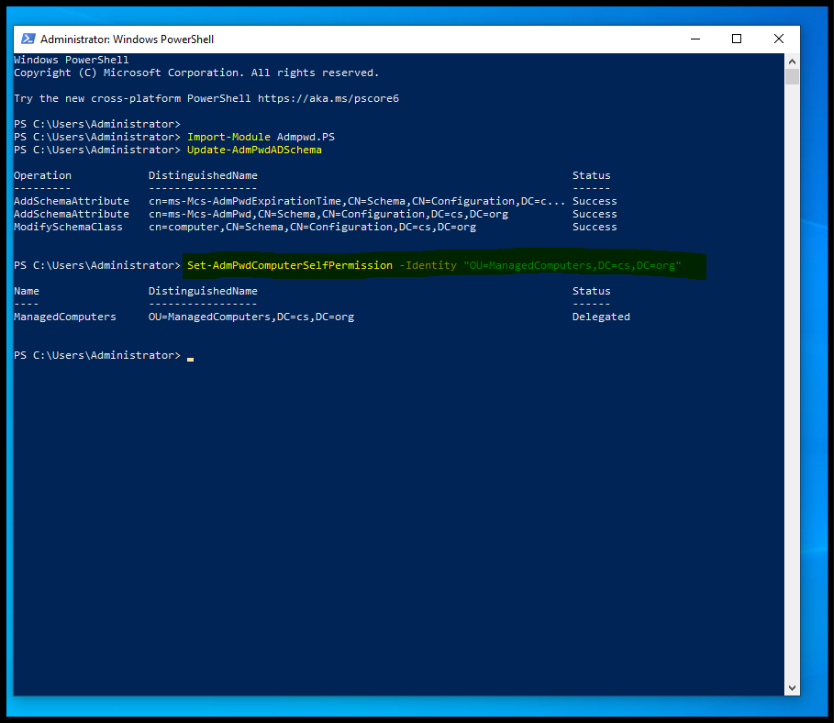 Administrator: Windows PowerShell
Windows PowerShell
Copyright (C) Microsoft Corporation. All rights reserved.
Try the new cross-platform PowerShell https://aka.ms/pscore6
PS C:\Users\Administrator>
PS C:\Users\Administrator> Import-Module Admpwd.PS
PS C:\Users\Administrator> Update-AdmPwdADSchema
Operation DistinguishedName Status
--------- ----------------- ------
AddSchemaAttribute cn=ms-Mcs-AdmPwdExpirationTime,CN=Schema,CN=Configuration,DC=c... Success
AddSchemaAttribute cn=ms-Mcs-AdmPwd,CN=Schema,CN=Configuration,DC=cs,DC=org Success
ModifySchemaClass cn=computer,CN=Schema,CN=Configuration,DC=cs,DC=org Success
PS C:\Users\Administrator> Set-AdmPwdComputerSelfPermission -Identity "OU=ManagedComputers,DC=cs,DC=org"
Name DistinguishedName Status
---- ----------------- ------
ManagedComputers OU=ManagedComputers,DC=cs,DC=org Delegated
PS C:\Users\Administrator>